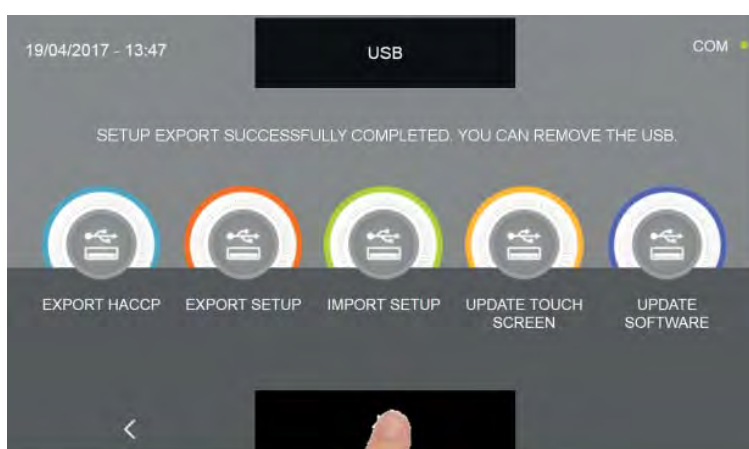 19/04/2017 - 13:47
USB
COM
SETUP EXPORT SUCCESSFULLY COMPLETED. YOU CAN REMOVE THE USB.
EXPORT HACCP
EXPORT SETUP
IMPORT SETUP
UPDATE TOUCH
SCREEN
UPDATE
SOFTWARE